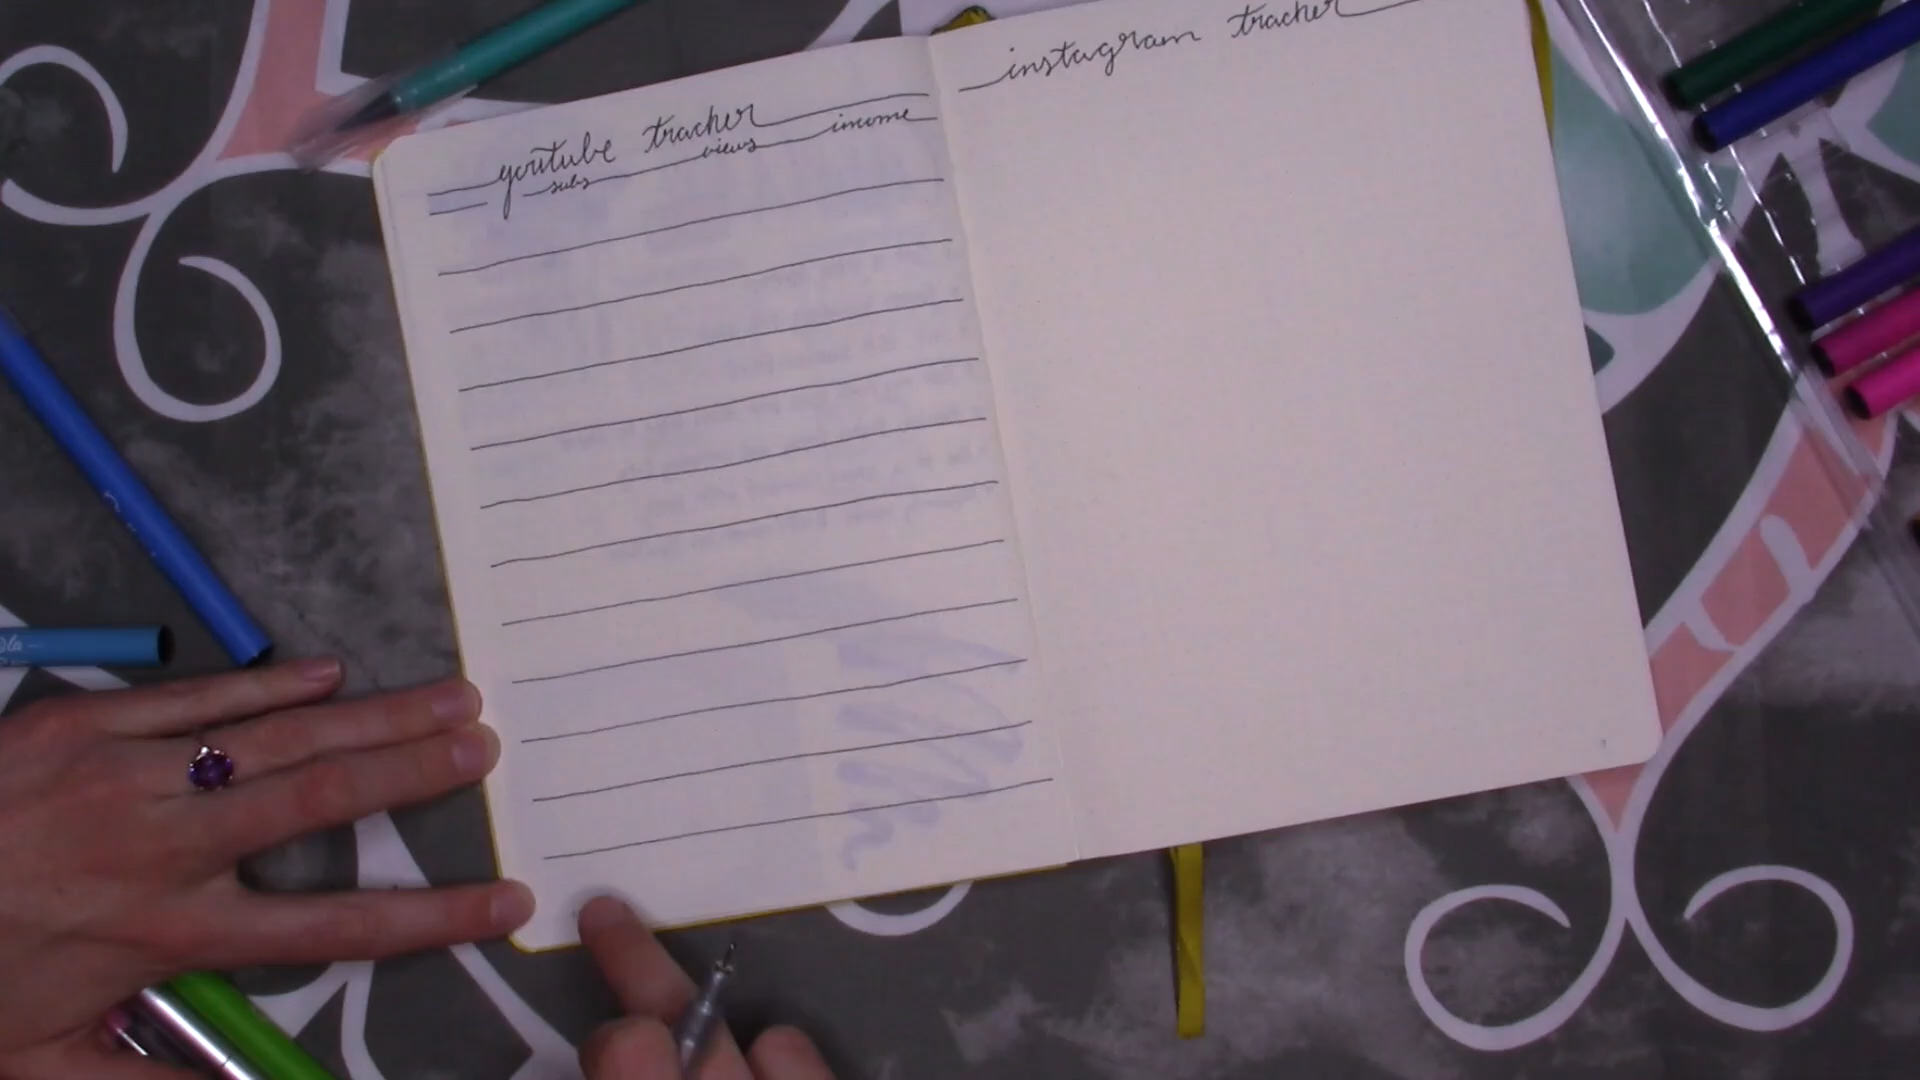 youtube tracker
subs views income
instagram tracker